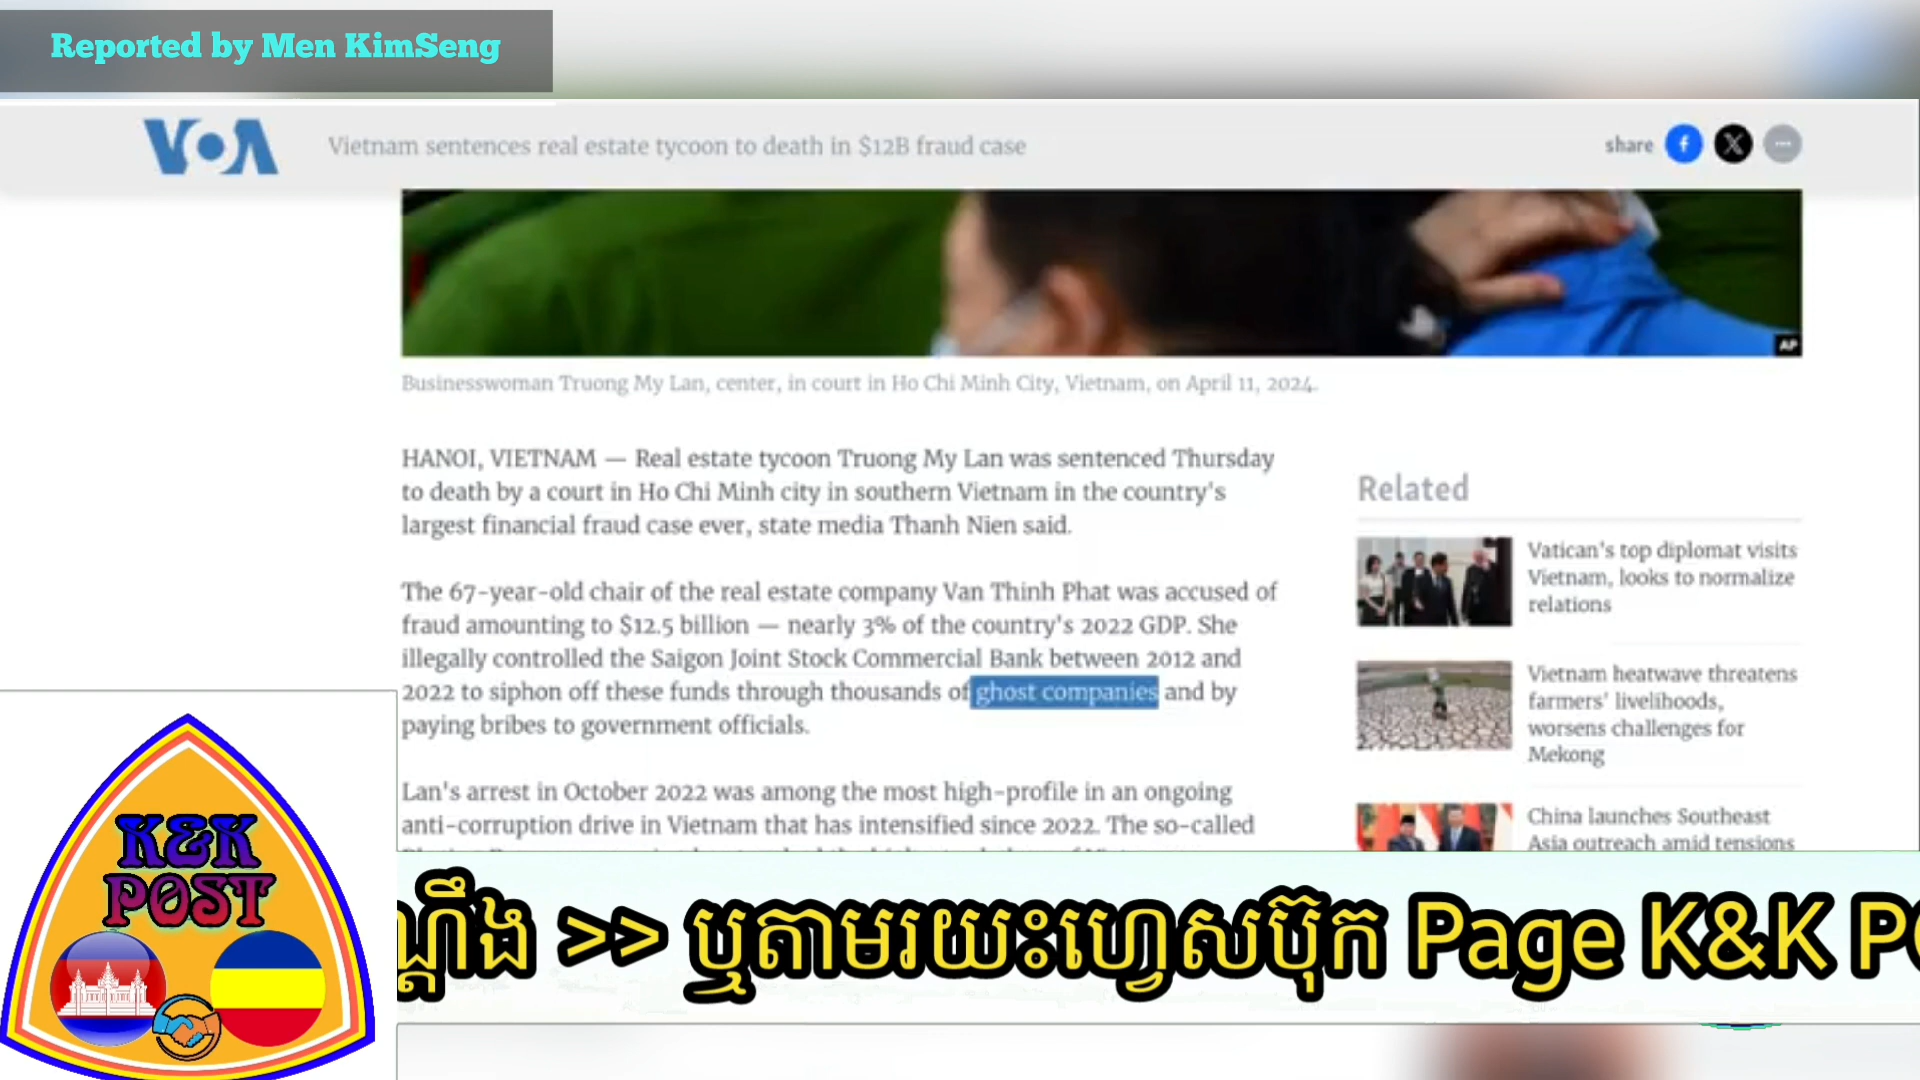 Reported by Men KimSeng
VOA
Vietnam sentences real estate tycoon to death in $12B fraud case
share
AP
Businesswoman Truong My Lan, center, in court in Ho Chi Minh City, Vietnam, on April 11, 2024.
HANOI, VIETNAM — Real estate tycoon Truong My Lan was sentenced Thursday
to death by a court in Ho Chi Minh city in southern Vietnam in the country's
largest financial fraud case ever, state media Thanh Nien said.
The 67-year-old chair of the real estate company Van Thinh Phat was accused of
fraud amounting to $12.5 billion — nearly 3% of the country's 2022 GDP. She
illegally controlled the Saigon Joint Stock Commercial Bank between 2012 and
2022 to siphon off these funds through thousands of ghost companies and by
paying bribes to government officials.
Lan's arrest in October 2022 was among the most high-profile in an ongoing
anti-corruption drive in Vietnam that has intensified since 2022. The so-called
Related
Vatican's top diplomat visits
Vietnam, looks to normalize
relations
Vietnam heatwave threatens
farmers' livelihoods,
worsens challenges for
Mekong
China launches Southeast
Asia outreach amid tensions
K&K
POST
>> ឬតាមរយះហ្វេសប៊ុក Page K&K